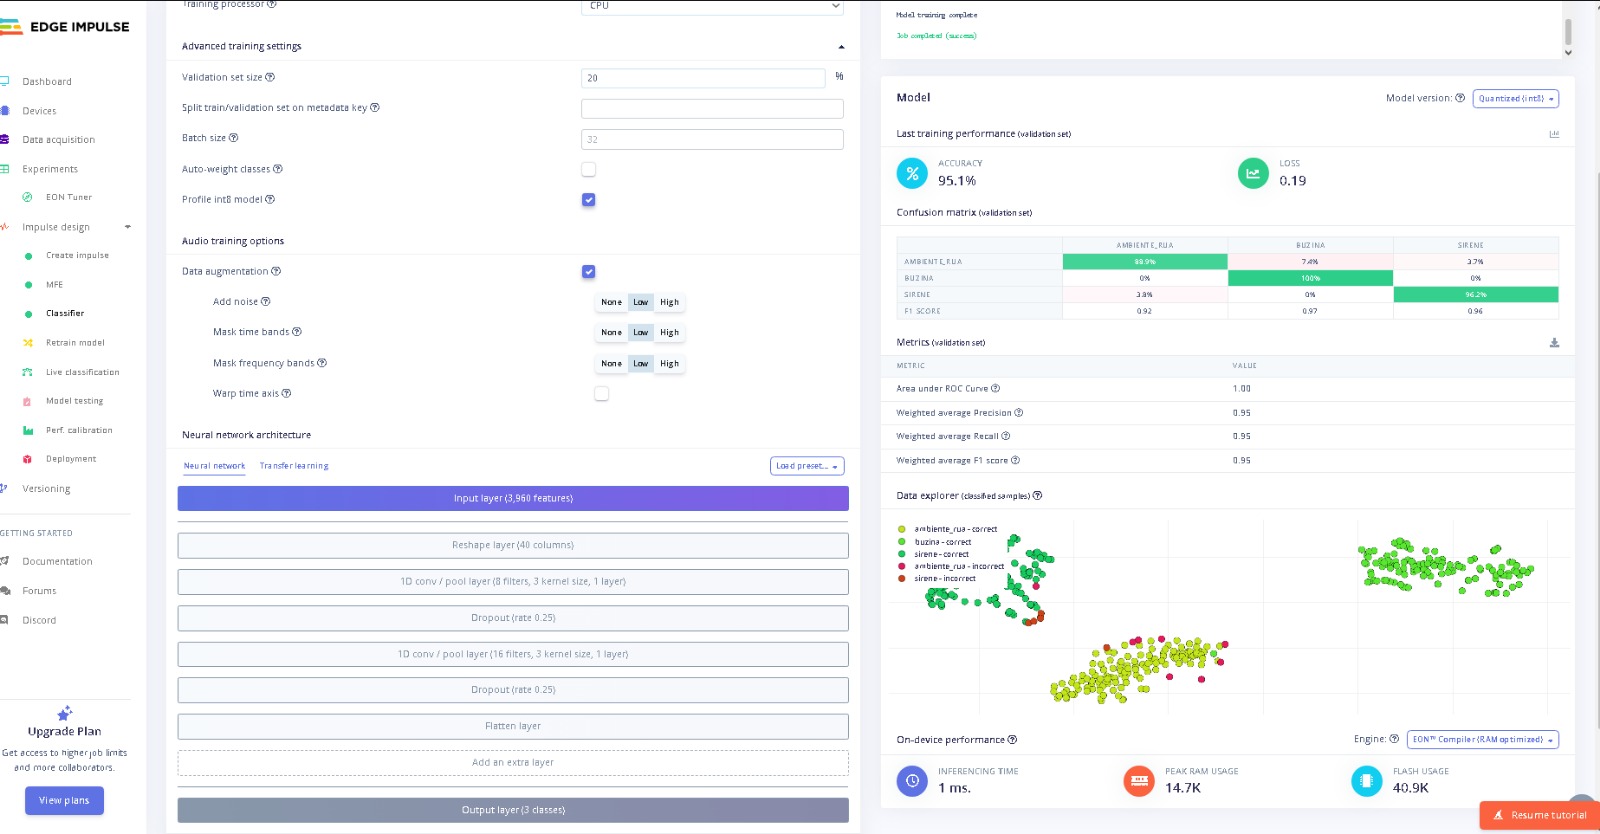 EDGE IMPULSE
Dashboard
Devices
Data acquisition
Experiments
EON Tuner
Impulse design
Create impulse
MFE
Classifier
Retrain model
Live classification
Model testing
Perf. calibration
Deployment
Versioning
GETTING STARTED
Documentation
Forums
Discord
Upgrade Plan
Get access to higher job limits
and more collaborators.
View plans
Training processor
CPU
Advanced training settings
Validation set size
20
%
Split train/validation set on metadata key
Batch size
32
Auto-weight classes
Profile int8 model
Audio training options
Data augmentation
Add noise
None Low High
Mask time bands
None Low High
Mask frequency bands
None Low High
Warp time axis
Neural network architecture
Neural network Transfer learning
Load preset...
Input layer (3,960 features)
Reshape layer (40 columns)
1D conv / pool layer (8 filters, 3 kernel size, 1 layer)
Dropout (rate 0.25)
1D conv / pool layer (16 filters, 3 kernel size, 1 layer)
Dropout (rate 0.25)
Flatten layer
Add an extra layer
Output layer (3 classes)
Model training complete
Job completed (success)
Model
Model version: Quantized (int8)
Last training performance (validation set)
ACCURACY
95.1%
LOSS
0.19
Confusion matrix (validation set)
AMBIENTE_RUA BUZINA SIRENE
AMBIENTE_RUA 88.9% 7.4% 3.7%
BUZINA 0% 100% 0%
SIRENE 3.8% 0% 96.2%
F1 SCORE 0.92 0.97 0.96
Metrics (validation set)
METRIC VALUE
Area under ROC Curve 1.00
Weighted average Precision 0.95
Weighted average Recall 0.95
Weighted average F1 score 0.95
Data explorer (classified samples)
ambiente_rua - correct
buzina - correct
sirene - correct
ambiente_rua - incorrect
sirene - incorrect
On-device performance
Engine: EON™ Compiler (RAM optimized)
INFERENCING TIME
1 ms.
PEAK RAM USAGE
14.7K
FLASH USAGE
40.9K
Resume tutorial